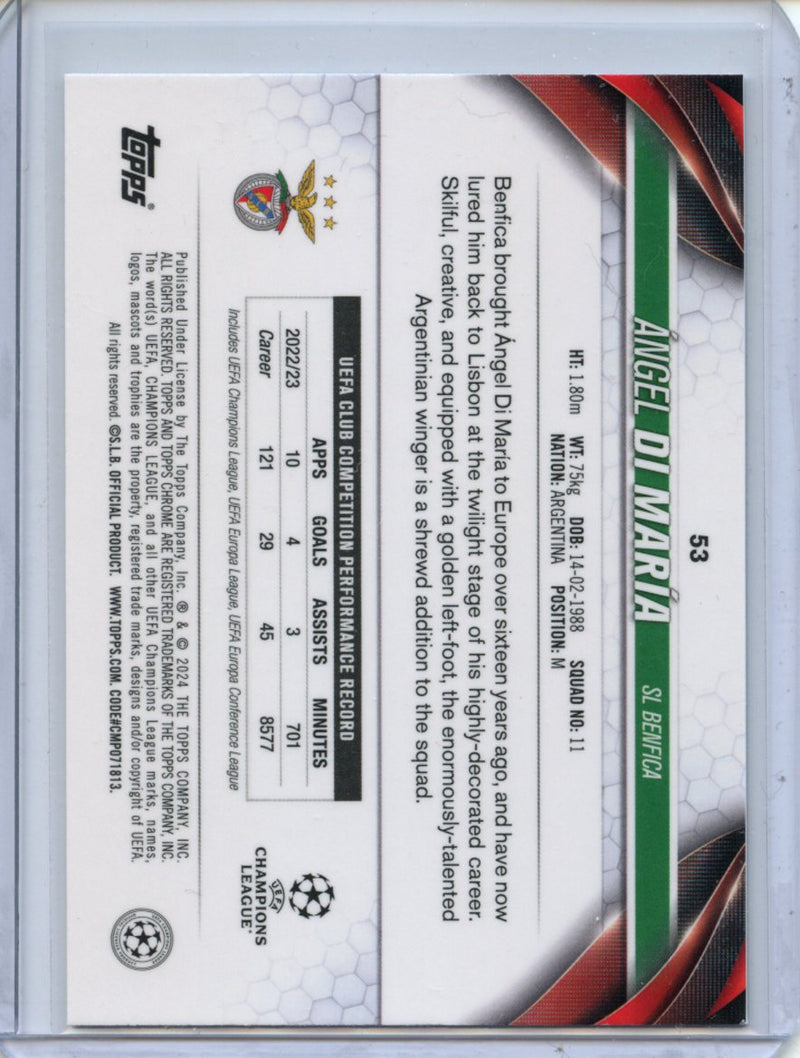 53
ÁNGEL DI MARÍA
SL BENFICA
HT: 1.80m WT: 75kg DOB: 14-02-1988 SQUAD NO: 11
NATION: ARGENTINA POSITION: M
Benfica brought Ángel Di María to Europe over sixteen years ago, and have now
lured him back to Lisbon at the twilight stage of his highly-decorated career.
Skilful, creative, and equipped with a golden left-foot, the enormously-talented
Argentinian winger is a shrewd addition to the squad.
UEFA CLUB COMPETITION PERFORMANCE RECORD
APPS GOALS ASSISTS MINUTES
2022/23 10 4 3 701
Career 121 29 45 8577
Includes UEFA Champions League, UEFA Europa League, UEFA Europa Conference League
UEFA
CHAMPIONS
LEAGUE®
topps®
Published Under License by The Topps Company, Inc. ® & © 2024 THE TOPPS COMPANY, INC.
ALL RIGHTS RESERVED. TOPPS AND TOPPS CHROME ARE REGISTERED TRADEMARKS OF THE TOPPS COMPANY, INC.
The word(s) UEFA, CHAMPIONS LEAGUE, and all other UEFA Champions League marks, names,
logos, mascots and trophies are the property, registered trade marks, designs and/or copyright of UEFA.
All rights reserved. ©S.L.B. OFFICIAL PRODUCT. WWW.TOPPS.COM. CODE#CMP071813.